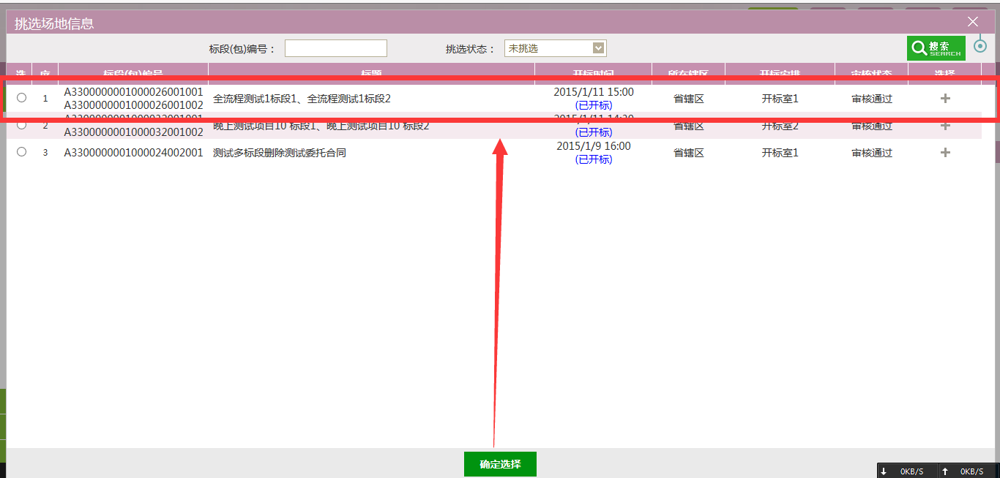 挑选场地信息
标段(包)编号： 挑选状态： 未挑选 搜索
SEARCH
选 序 标段(包)编号 标题 开标时间 所在辖区 开标安排 审核状态 选择
1 A3300000001000026001001 全流程测试1标段1、全流程测试1标段2 2015/1/11 15:00 省辖区 开标室1 审核通过
A3300000001000026001002 (已开标)
A3300000001000032001001 2015/1/11 14:30
2 A3300000001000032001002 晚上测试项目10 标段1、晚上测试项目10 标段2 (已开标) 省辖区 开标室2 审核通过
3 A3300000001000024002001 测试多标段删除测试委托合同 2015/1/9 16:00 省辖区 开标室1 审核通过
(已开标)
确定选择
0KB/S 0KB/S